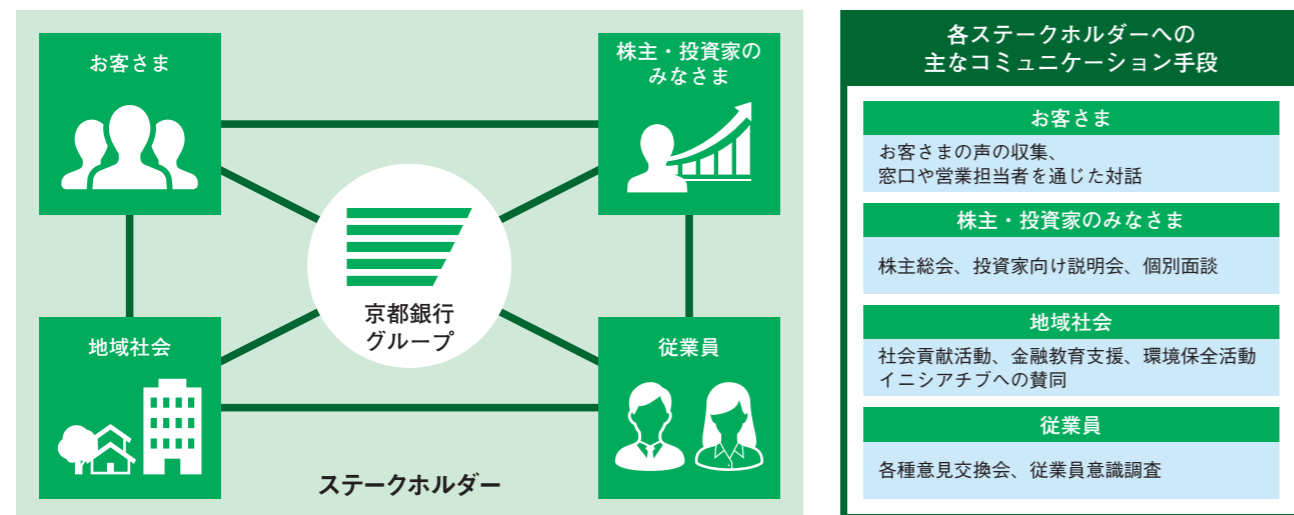 お客さま
株主・投資家の
みなさま
京都銀行
グループ
地域社会
従業員
ステークホルダー
各ステークホルダーへの
主なコミュニケーション手段
お客さま
お客さまの声の収集、
窓口や営業担当者を通じた対話
株主・投資家のみなさま
株主総会、投資家向け説明会、個別面談
地域社会
社会貢献活動、金融教育支援、環境保全活動
イニシアチブへの賛同
従業員
各種意見交換会、従業員意識調査